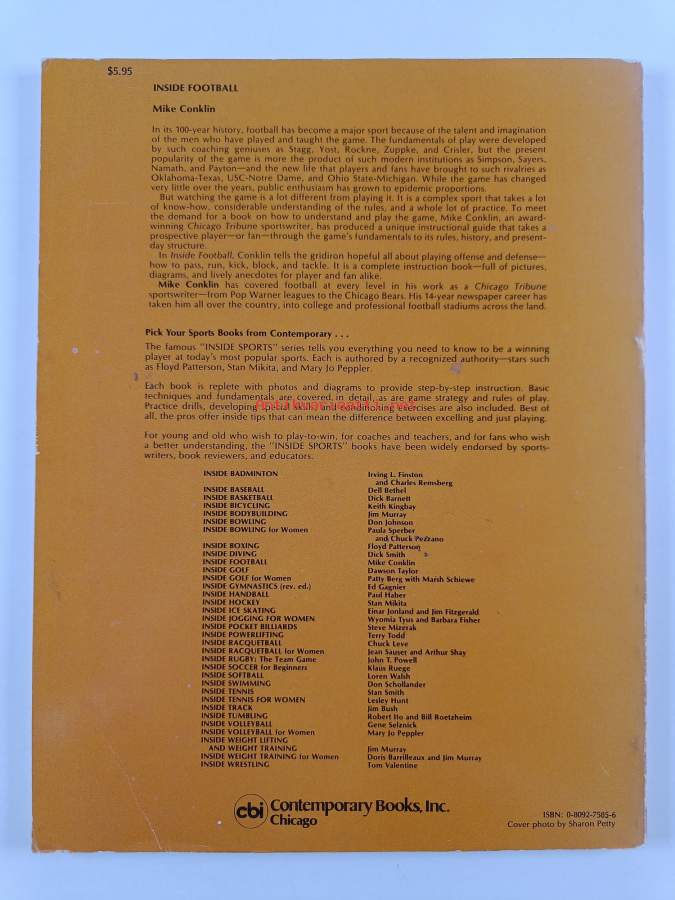 $5.95
INSIDE FOOTBALL
Mike Conklin
In its 100-year history, football has become a major sport because of the talent and imagination
of the men who have played and taught the game. The fundamentals of play were developed
by such coaching geniuses as Stagg, Yost, Rockne, Zuppke, and Crisler, but the present
popularity of the game is more the product of such modern institutions as Simpson, Sayers,
Namath, and Payton—and the new life that players and fans have brought to such rivalries as
Oklahoma-Texas, USC-Notre Dame, and Ohio State-Michigan. While the game has changed
very little over the years, public enthusiasm has grown to epidemic proportions.
But watching the game is a lot different from playing it. It is a complex sport that takes a lot
of know-how, considerable understanding of the rules, and a whole lot of practice. To meet
the demand for a book on how to understand and play the game, Mike Conklin, an award-
winning Chicago Tribune sportswriter, has produced a unique instructional guide that takes a
prospective player—or fan—through the game's fundamentals to its rules, history, and present-
day structure.
In Inside Football, Conklin tells the gridiron hopeful all about playing offense and defense—
how to pass, run, kick, block, and tackle. It is a complete instruction book—full of pictures,
diagrams, and lively anecdotes for player and fan alike.
Mike Conklin has covered football at every level in his work as a Chicago Tribune
sportswriter—from Pop Warner leagues to the Chicago Bears. His 14-year newspaper career has
taken him all over the country, into college and professional football stadiums across the land.
Pick Your Sports Books from Contemporary . . .
The famous "INSIDE SPORTS" series tells you everything you need to know to be a winning
player at today's most popular sports. Each is authored by a recognized authority—stars such
as Floyd Patterson, Stan Mikita, and Mary Jo Peppler.
Each book is replete with photos and diagrams to provide step-by-step instruction. Basic
techniques and fundamentals are covered in detail, as are game strategy and rules of play.
Practice drills, developing special skills and conditioning exercises are also included. Best of
all, the pros offer inside tips that can mean the difference between excelling and just playing.
For young and old who wish to play-to-win, for coaches and teachers, and for fans who wish
a better understanding, the "INSIDE SPORTS" books have been widely endorsed by sports-
writers, book reviewers, and educators.
INSIDE BADMINTON Irving L. Finston
and Charles Remsberg
INSIDE BASEBALL Dell Bethel
INSIDE BASKETBALL Dick Barnett
INSIDE BICYCLING Keith Kingbay
INSIDE BODYBUILDING Jim Murray
INSIDE BOWLING Don Johnson
INSIDE BOWLING for Women Paula Sperber
and Chuck Pezzano
INSIDE BOXING Floyd Patterson
INSIDE DIVING Dick Smith
INSIDE FOOTBALL Mike Conklin
INSIDE GOLF Dawson Taylor
INSIDE GOLF for Women Patty Berg with Marsh Schiewe
INSIDE GYMNASTICS (rev. ed.) Ed Gagnier
INSIDE HANDBALL Paul Haber
INSIDE HOCKEY Stan Mikita
INSIDE ICE SKATING Einar Jonland and Jim Fitzgerald
INSIDE JOGGING FOR WOMEN Wyomia Tyus and Barbara Fisher
INSIDE POCKET BILLIARDS Steve Mizerak
INSIDE POWERLIFTING Terry Todd
INSIDE RACQUETBALL Chuck Leve
INSIDE RACQUETBALL for Women Jean Sauser and Arthur Shay
INSIDE RUGBY: The Team Game John T. Powell
INSIDE SOCCER for Beginners Klaus Ruege
INSIDE SOFTBALL Loren Walsh
INSIDE SWIMMING Don Schollander
INSIDE TENNIS Stan Smith
INSIDE TENNIS FOR WOMEN Lesley Hunt
INSIDE TRACK Jim Bush
INSIDE TUMBLING Robert Ito and Bill Roetzheim
INSIDE VOLLEYBALL Gene Selznick
INSIDE VOLLEYBALL for Women Mary Jo Peppler
INSIDE WEIGHT LIFTING
AND WEIGHT TRAINING Jim Murray
INSIDE WEIGHT TRAINING for Women Doris Barrilleaux and Jim Murray
INSIDE WRESTLING Tom Valentine
cbi Contemporary Books, Inc.
Chicago
ISBN: 0-8092-7585-6
Cover photo by Sharon Petty